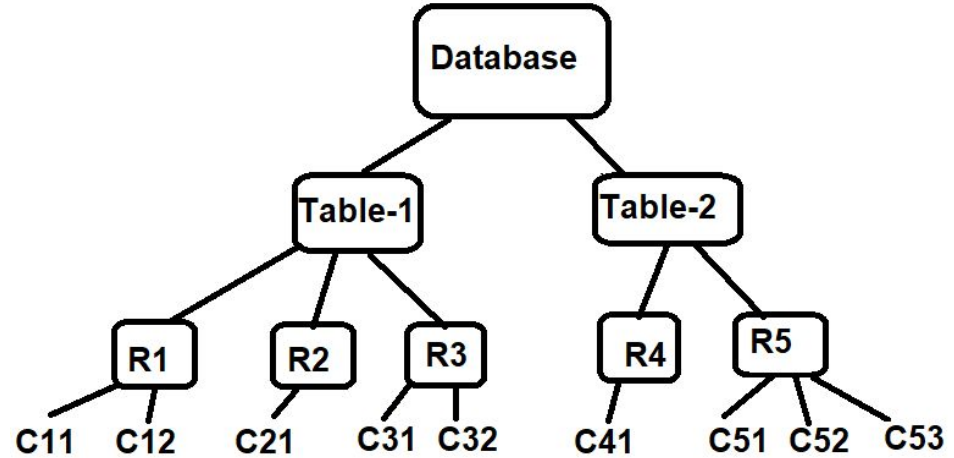 Database
Table-1 Table-2
R1 R2 R3 R4 R5
C11 C12 C21 C31 C32 C41 C51 C52 C53